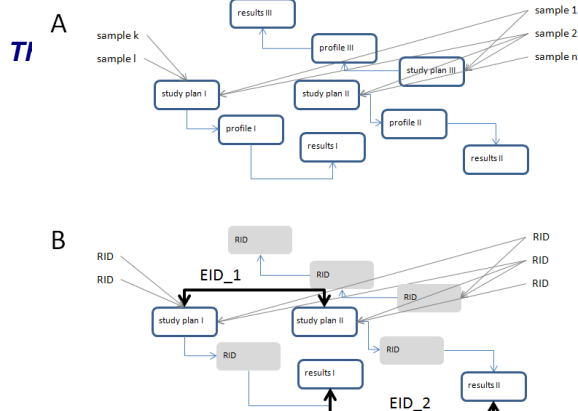 A
results III
sample 1
sample k
profile III
sample 2
sample l
study plan III
sample n
study plan I
study plan II
profile I
profile II
results I
results II
B
RID
RID
RID
EID_1
RID
RID
RID
RID
study plan I
study plan II
RID
RID
results I
EID_2
results II